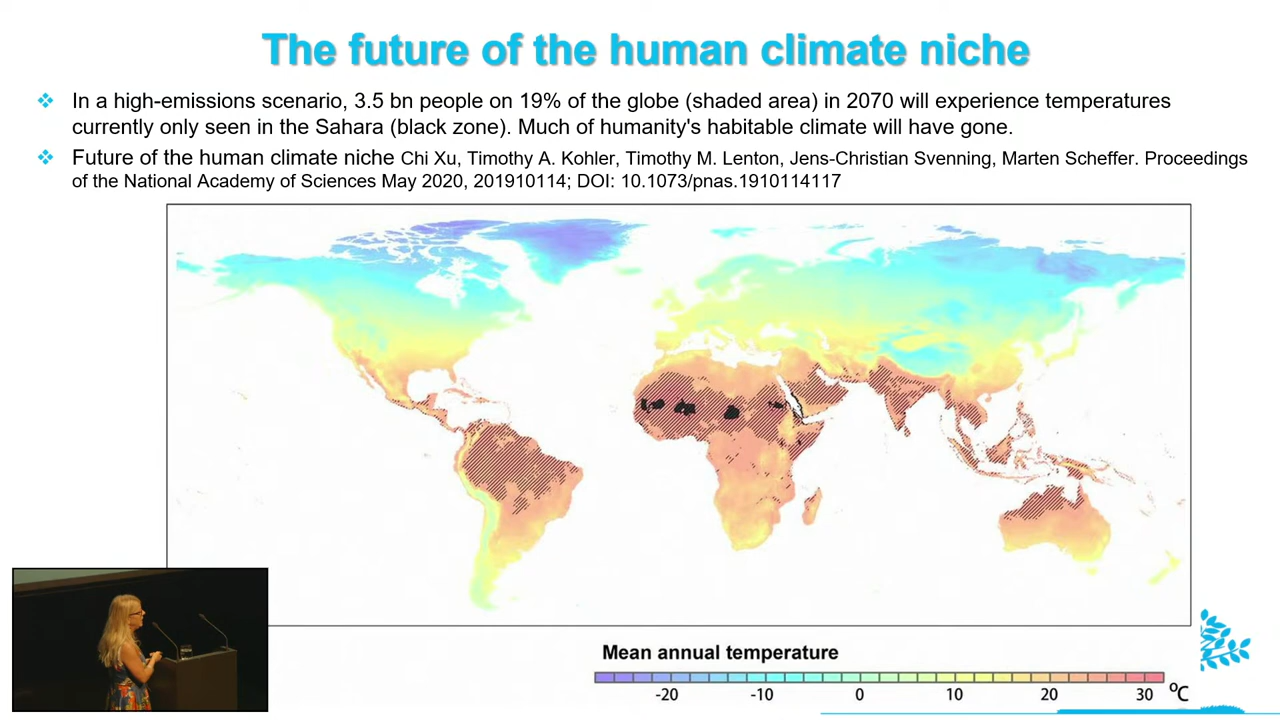 The future of the human climate niche
In a high-emissions scenario, 3.5 bn people on 19% of the globe (shaded area) in 2070 will experience temperatures
currently only seen in the Sahara (black zone). Much of humanity's habitable climate will have gone.
Future of the human climate niche Chi Xu, Timothy A. Kohler, Timothy M. Lenton, Jens-Christian Svenning, Marten Scheffer. Proceedings
of the National Academy of Sciences May 2020, 201910114; DOI: 10.1073/pnas.1910114117
Mean annual temperature
-20 -10 0 10 20 30 ºC